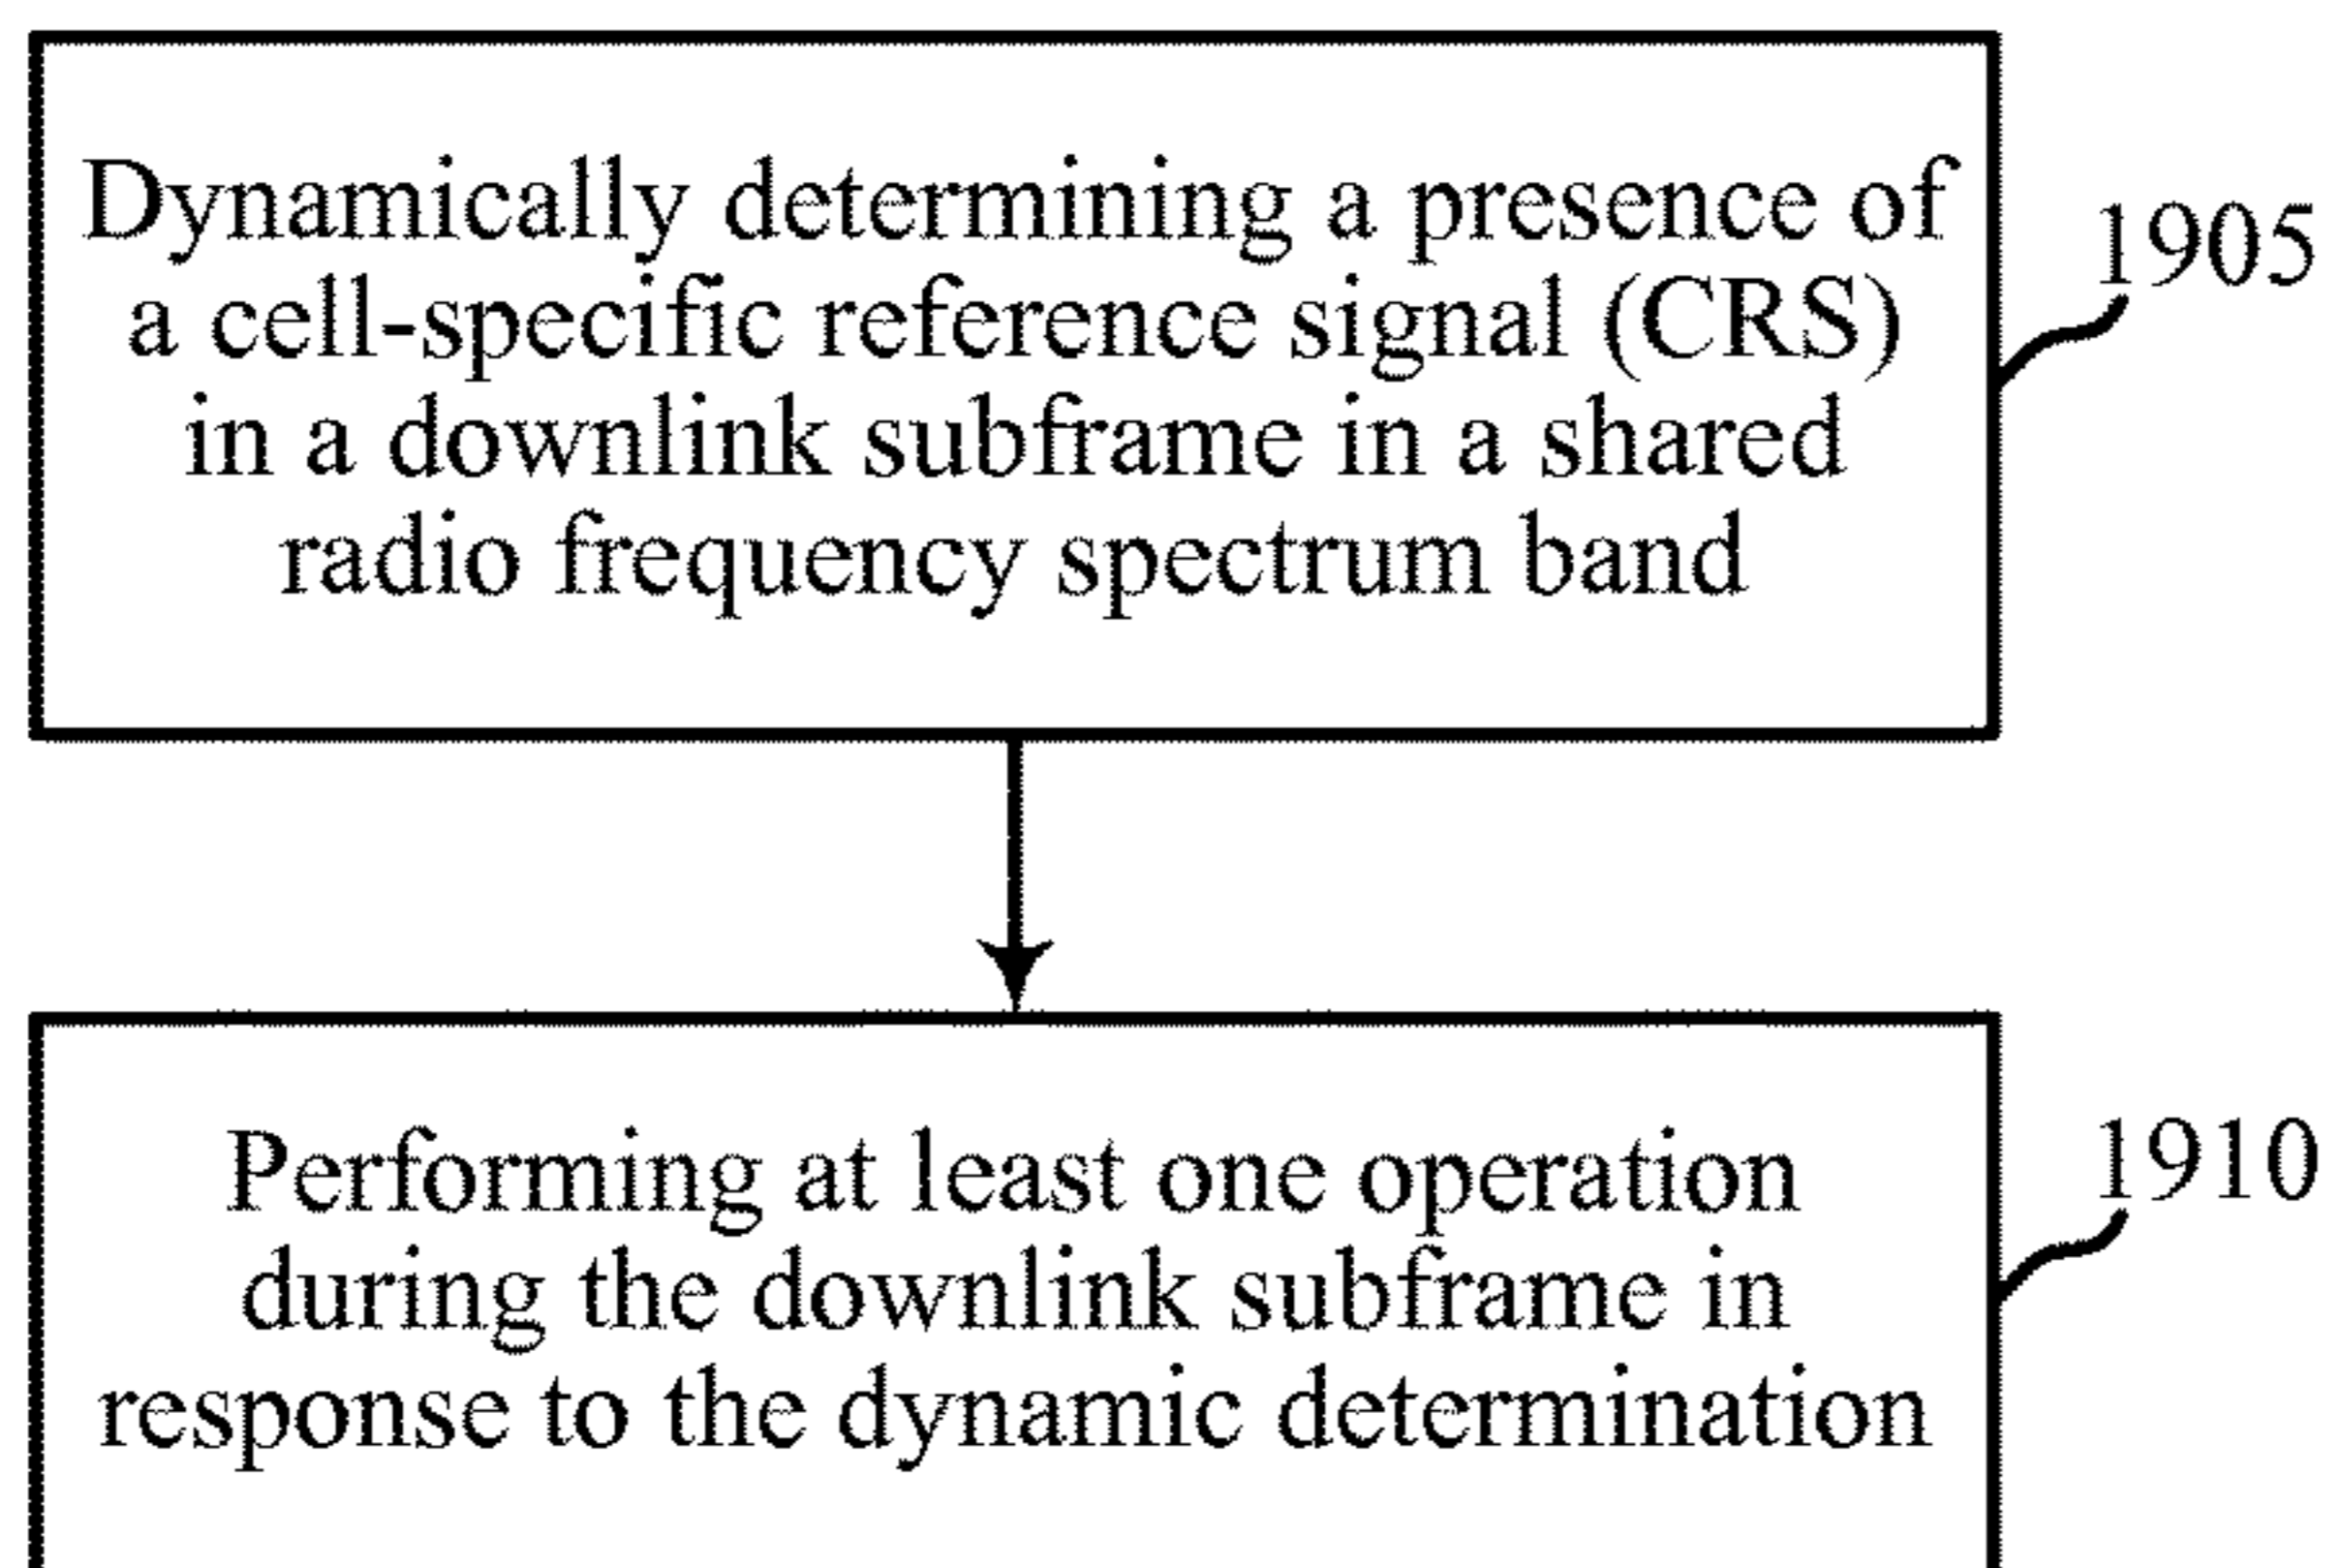 Dynamically determining a presence of
a cell-specific reference signal (CRS)
in a downlink subframe in a shared
radio frequency spectrum band
1905
Performing at least one operation
during the downlink subframe in
response to the dynamic determination
1910